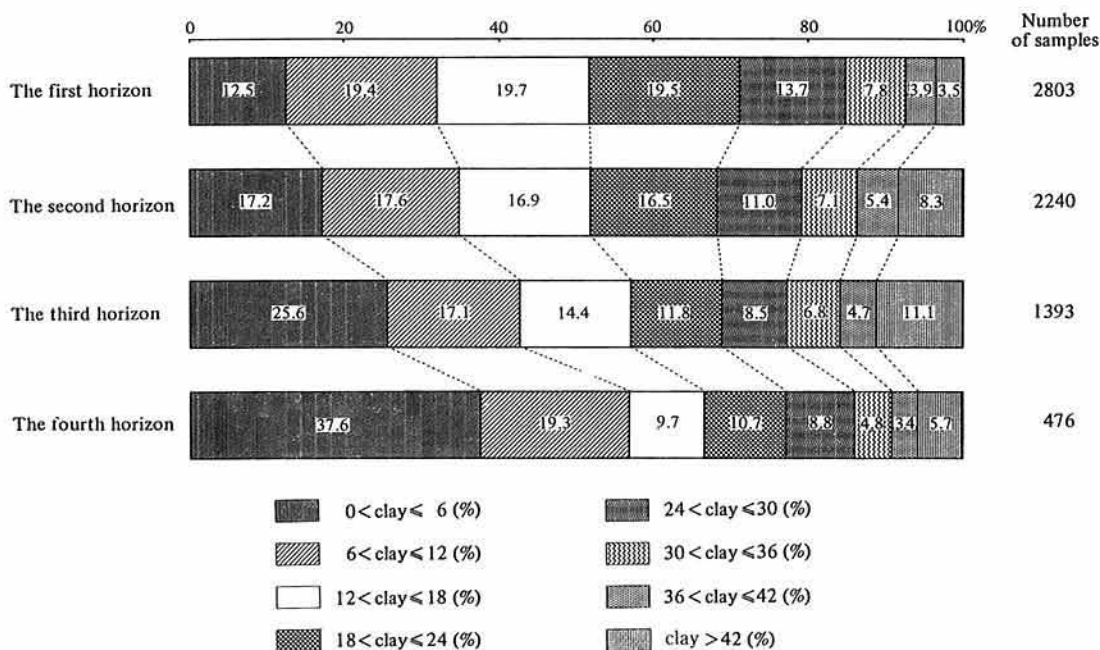 0 20 40 60 80 100% Number
of samples
The first horizon 12.5 19.4 19.7 19.5 13.7 7.8 3.9 3.5 2803
The second horizon 17.2 17.6 16.9 16.5 11.0 7.1 5.4 8.3 2240
The third horizon 25.6 17.1 14.4 11.8 8.5 6.8 4.7 11.1 1393
The fourth horizon 37.6 19.3 9.7 10.7 8.8 4.8 3.4 5.7 476
0<clay⩽ 6 (%) 24<clay⩽30 (%)
6<clay⩽12 (%) 30<clay⩽36 (%)
12<clay⩽18 (%) 36<clay⩽42 (%)
18<clay⩽24 (%) clay >42 (%)